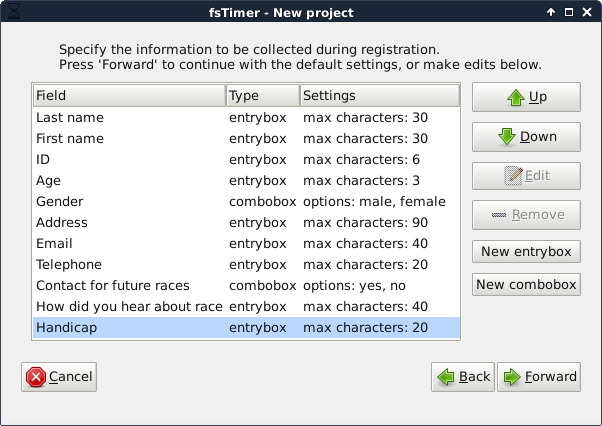 fsTimer - New project
Specify the information to be collected during registration.
Press 'Forward' to continue with the default settings, or make edits below.
Field Type Settings
Last name entrybox max characters: 30
First name entrybox max characters: 30
ID entrybox max characters: 6
Age entrybox max characters: 3
Gender combobox options: male, female
Address entrybox max characters: 90
Email entrybox max characters: 40
Telephone entrybox max characters: 20
Contact for future races combobox options: yes, no
How did you hear about race entrybox max characters: 40
Handicap entrybox max characters: 20
Up
Down
Edit
Remove
New entrybox
New combobox
Cancel
Back
Forward